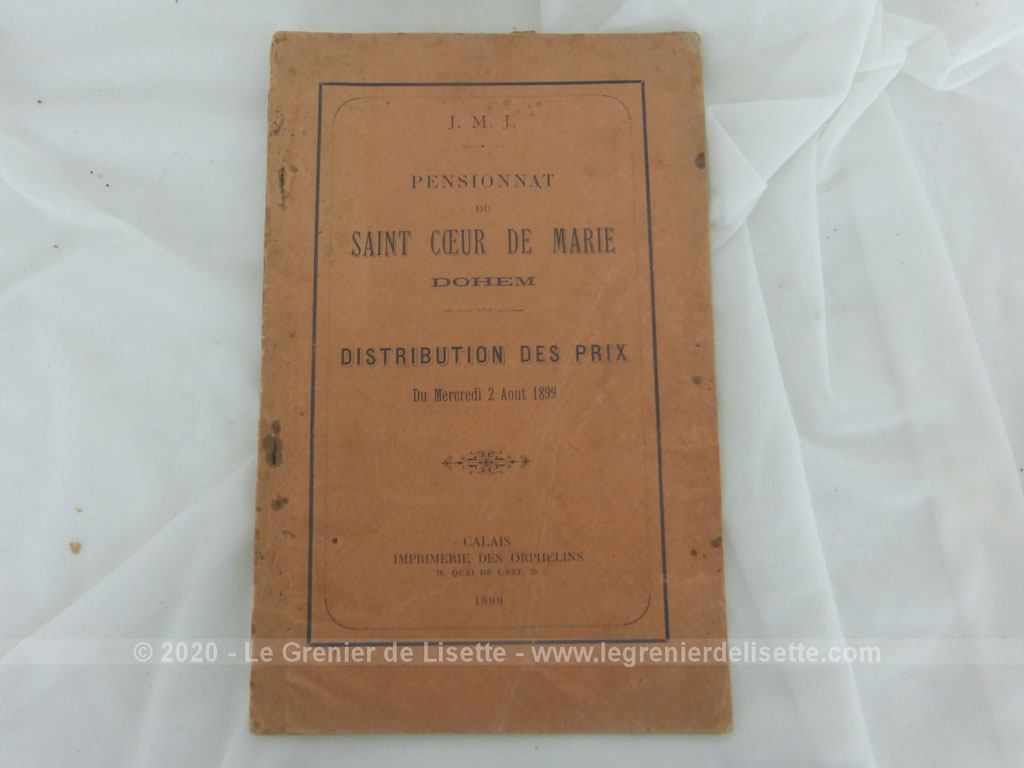 J. M. J.
PENSIONNAT
DU
SAINT CŒUR DE MARIE
DOHEM
DISTRIBUTION DES PRIX
Du Mercredi 2 Aout 1899
CALAIS
IMPRIMERIE DES ORPHELINS
76, QUAI DE L'EST, 76
1899
© 2020 - Le Grenier de Lisette - www.legrenierdelisette.com